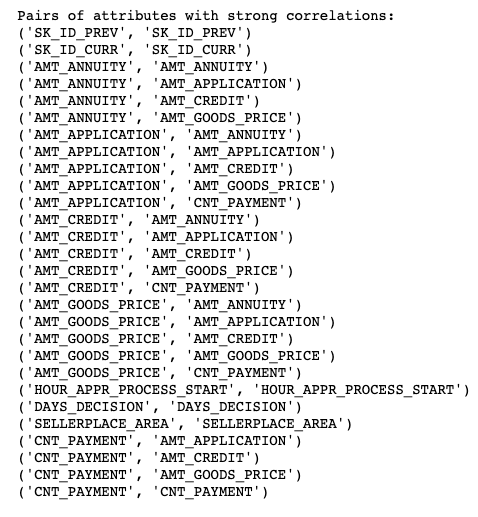 Pairs of attributes with strong correlations:
('SK_ID_PREV', 'SK_ID_PREV')
('SK_ID_CURR', 'SK_ID_CURR')
('AMT_ANNUITY', 'AMT_ANNUITY')
('AMT_ANNUITY', 'AMT_APPLICATION')
('AMT_ANNUITY', 'AMT_CREDIT')
('AMT_ANNUITY', 'AMT_GOODS_PRICE')
('AMT_APPLICATION', 'AMT_ANNUITY')
('AMT_APPLICATION', 'AMT_APPLICATION')
('AMT_APPLICATION', 'AMT_CREDIT')
('AMT_APPLICATION', 'AMT_GOODS_PRICE')
('AMT_APPLICATION', 'CNT_PAYMENT')
('AMT_CREDIT', 'AMT_ANNUITY')
('AMT_CREDIT', 'AMT_APPLICATION')
('AMT_CREDIT', 'AMT_CREDIT')
('AMT_CREDIT', 'AMT_GOODS_PRICE')
('AMT_CREDIT', 'CNT_PAYMENT')
('AMT_GOODS_PRICE', 'AMT_ANNUITY')
('AMT_GOODS_PRICE', 'AMT_APPLICATION')
('AMT_GOODS_PRICE', 'AMT_CREDIT')
('AMT_GOODS_PRICE', 'AMT_GOODS_PRICE')
('AMT_GOODS_PRICE', 'CNT_PAYMENT')
('HOUR_APPR_PROCESS_START', 'HOUR_APPR_PROCESS_START')
('DAYS_DECISION', 'DAYS_DECISION')
('SELLERPLACE_AREA', 'SELLERPLACE_AREA')
('CNT_PAYMENT', 'AMT_APPLICATION')
('CNT_PAYMENT', 'AMT_CREDIT')
('CNT_PAYMENT', 'AMT_GOODS_PRICE')
('CNT_PAYMENT', 'CNT_PAYMENT')